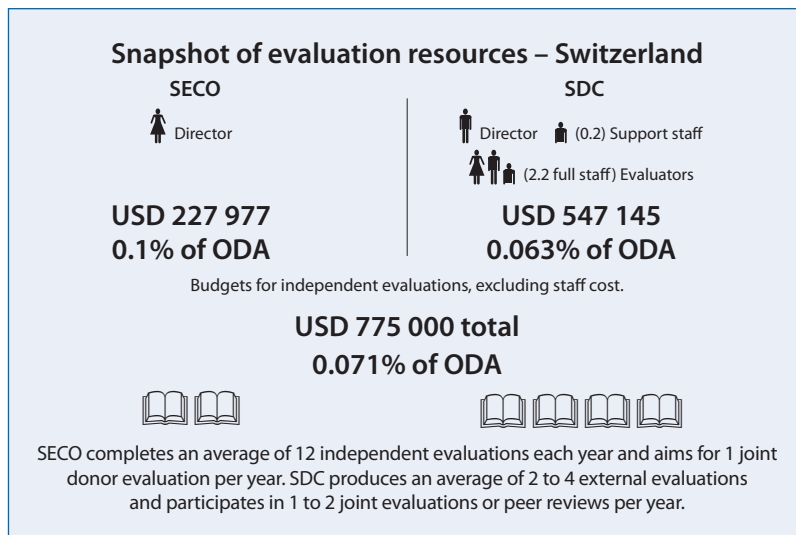 Snapshot of evaluation resources – Switzerland
SECO
Director
USD 227 977
0.1% of ODA
SDC
Director (0.2) Support staff
(2.2 full staff) Evaluators
USD 547 145
0.063% of ODA
Budgets for independent evaluations, excluding staff cost.
USD 775 000 total
0.071% of ODA
SECO completes an average of 12 independent evaluations each year and aims for 1 joint
donor evaluation per year. SDC produces an average of 2 to 4 external evaluations
and participates in 1 to 2 joint evaluations or peer reviews per year.